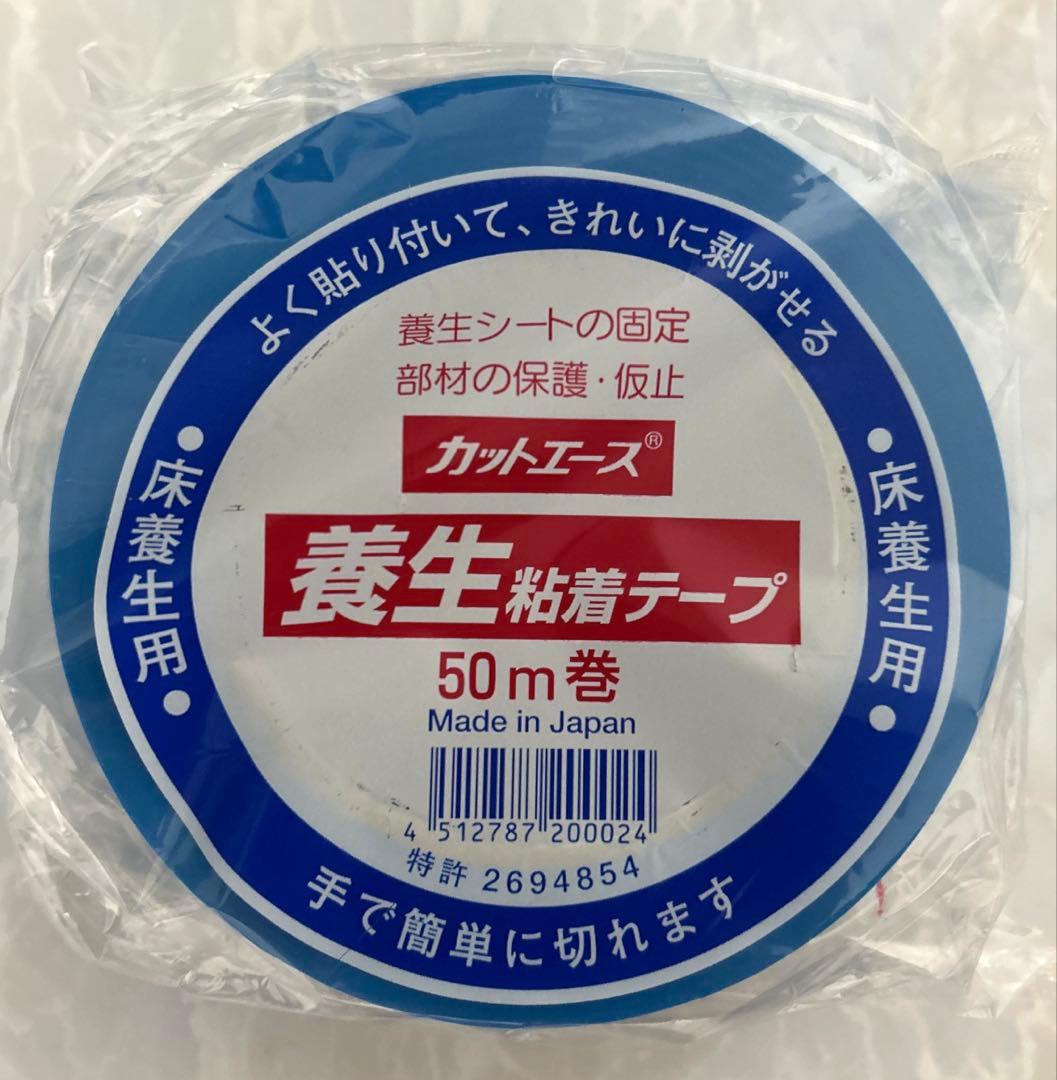 よく貼り付いて、きれいに剥がせる
養生シートの固定
部材の保護・仮止
カットエース®
・床養生用・
・床養生用・
養生粘着テープ
50m巻
Made in Japan
4 512787 200024
特許 2694854
手で簡単に切れます